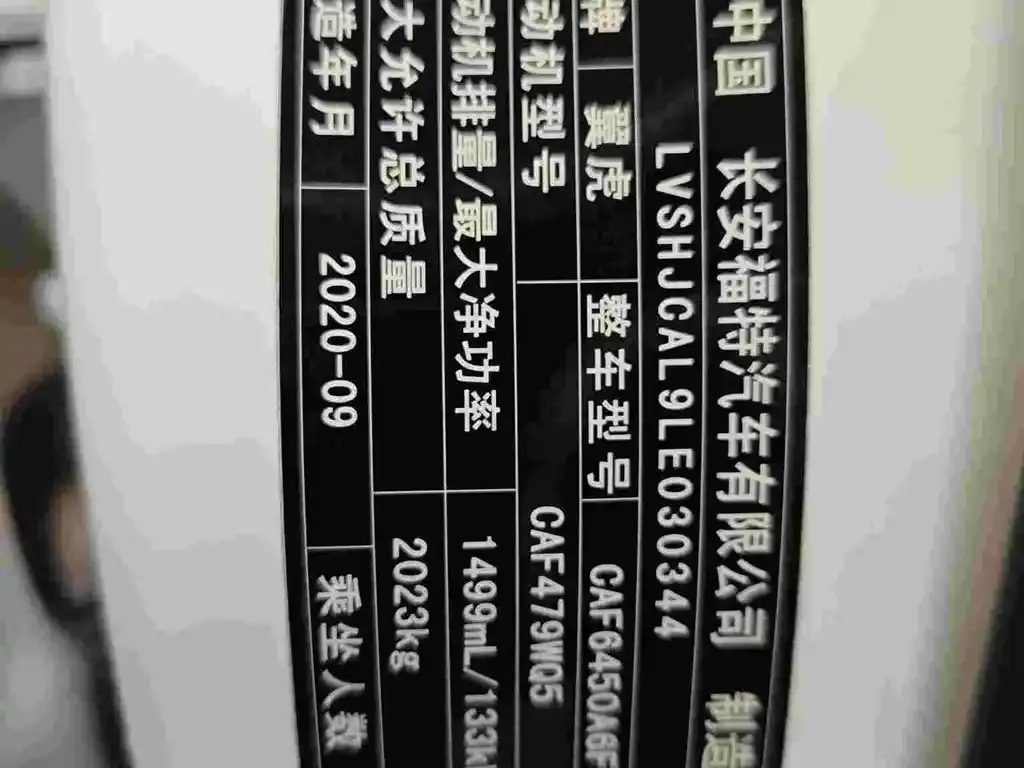 中国 长安福特汽车有限公司 制造
LVSHJCAL9LE030344
牌 翼虎 整车型号 CAF6450A6F
动机型号 CAF479WQ5
动机排量/最大净功率 1499mL/133k
大允许总质量 2023kg
造年月 2020-09 乘坐人数